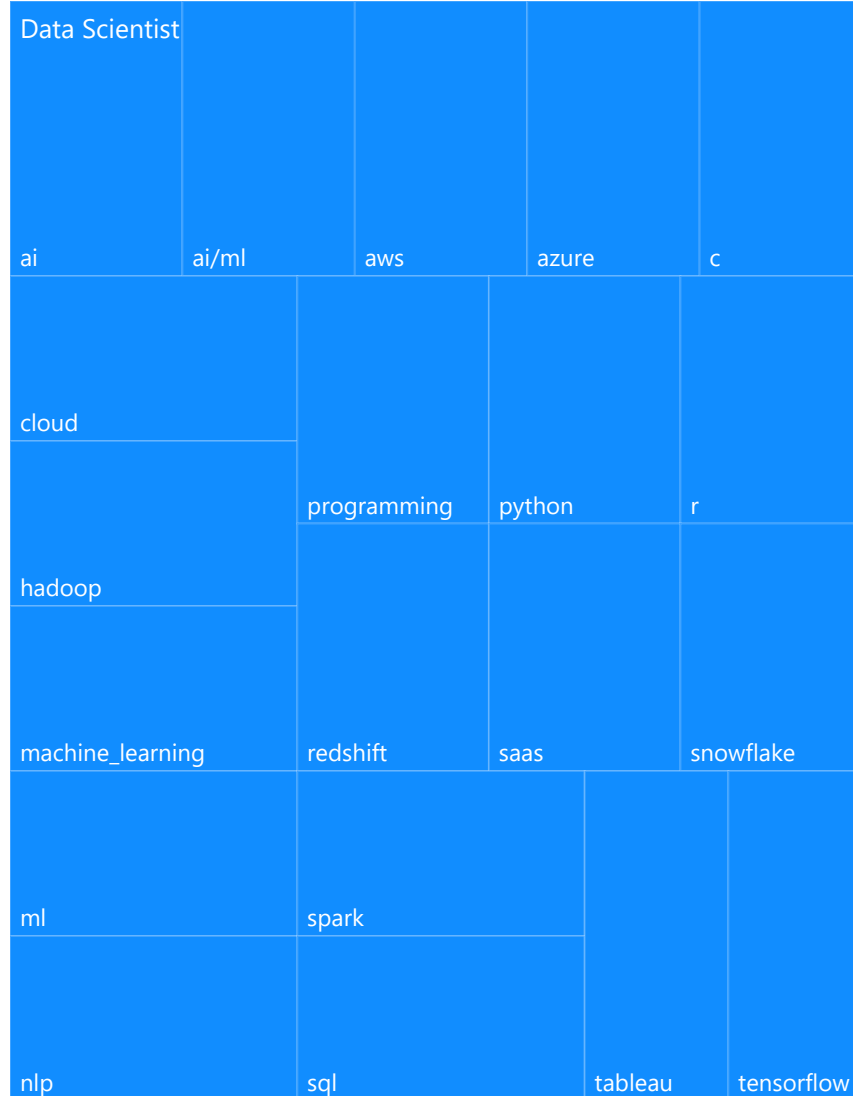 Data Scientist
ai
ai/ml
aws
azure
c
cloud
programming
python
r
hadoop
machine_learning
redshift
saas
snowflake
ml
spark
nlp
sql
tableau
tensorflow